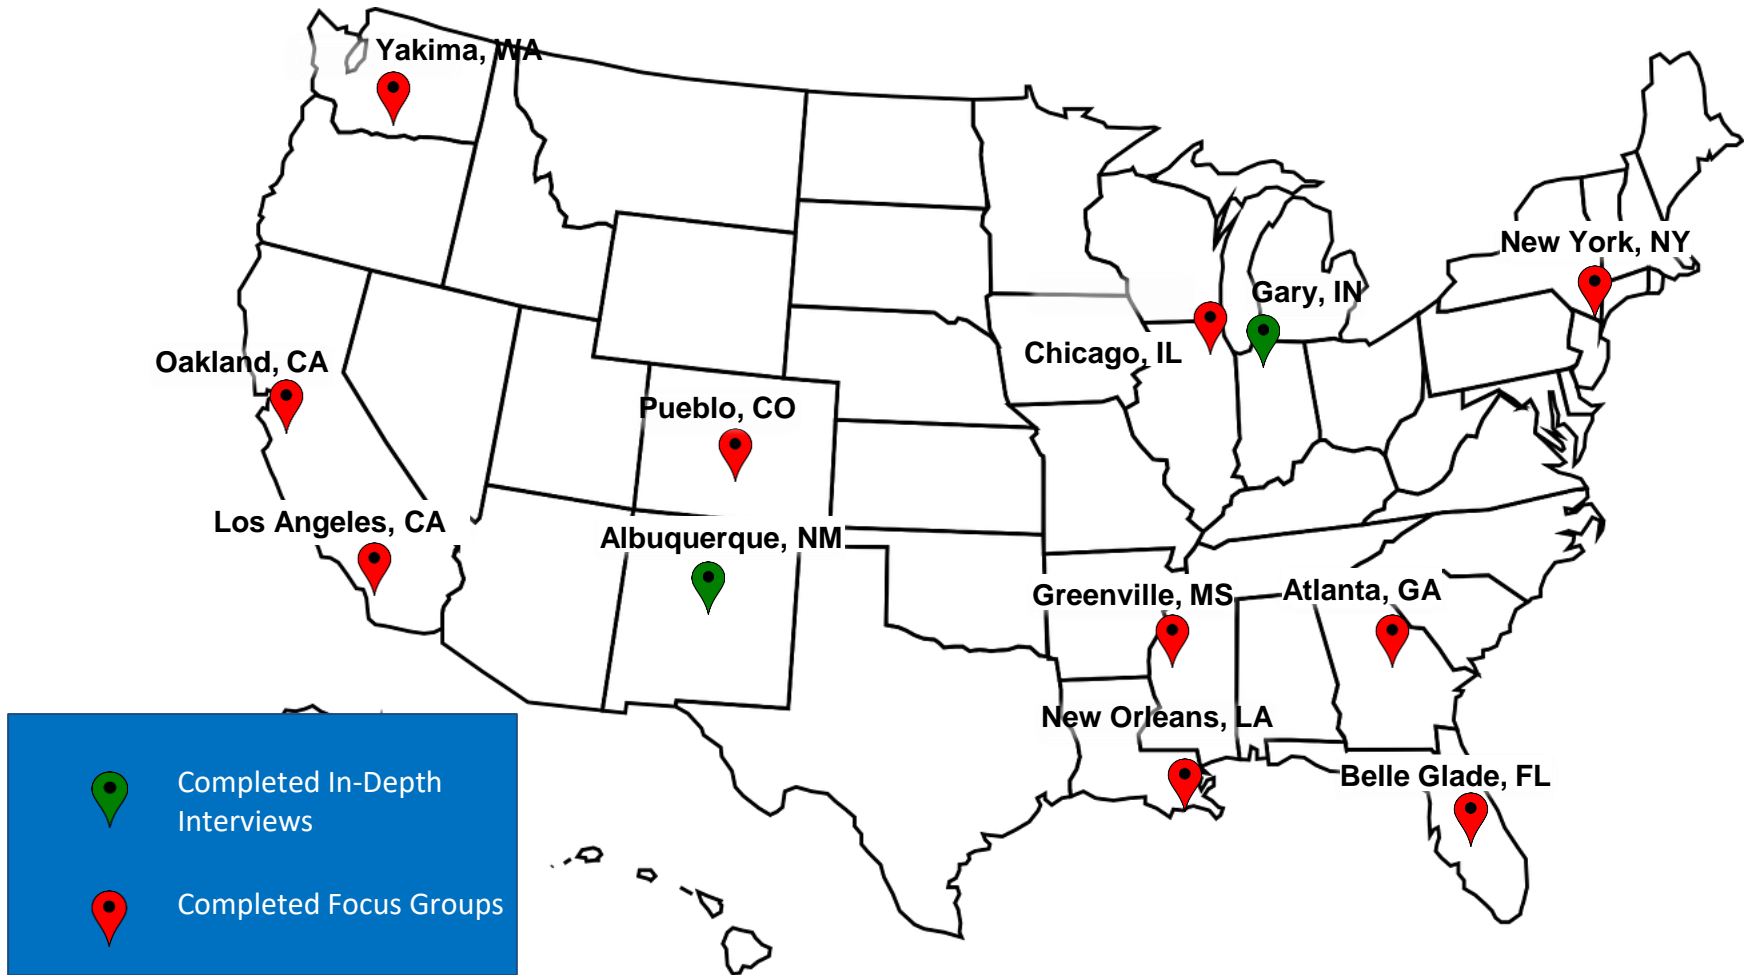 Yakima, WA
New York, NY
Gary, IN
Chicago, IL
Oakland, CA
Pueblo, CO
Los Angeles, CA
Albuquerque, NM
Greenville, MS
Atlanta, GA
New Orleans, LA
Belle Glade, FL
Completed In-Depth
Interviews
Completed Focus Groups